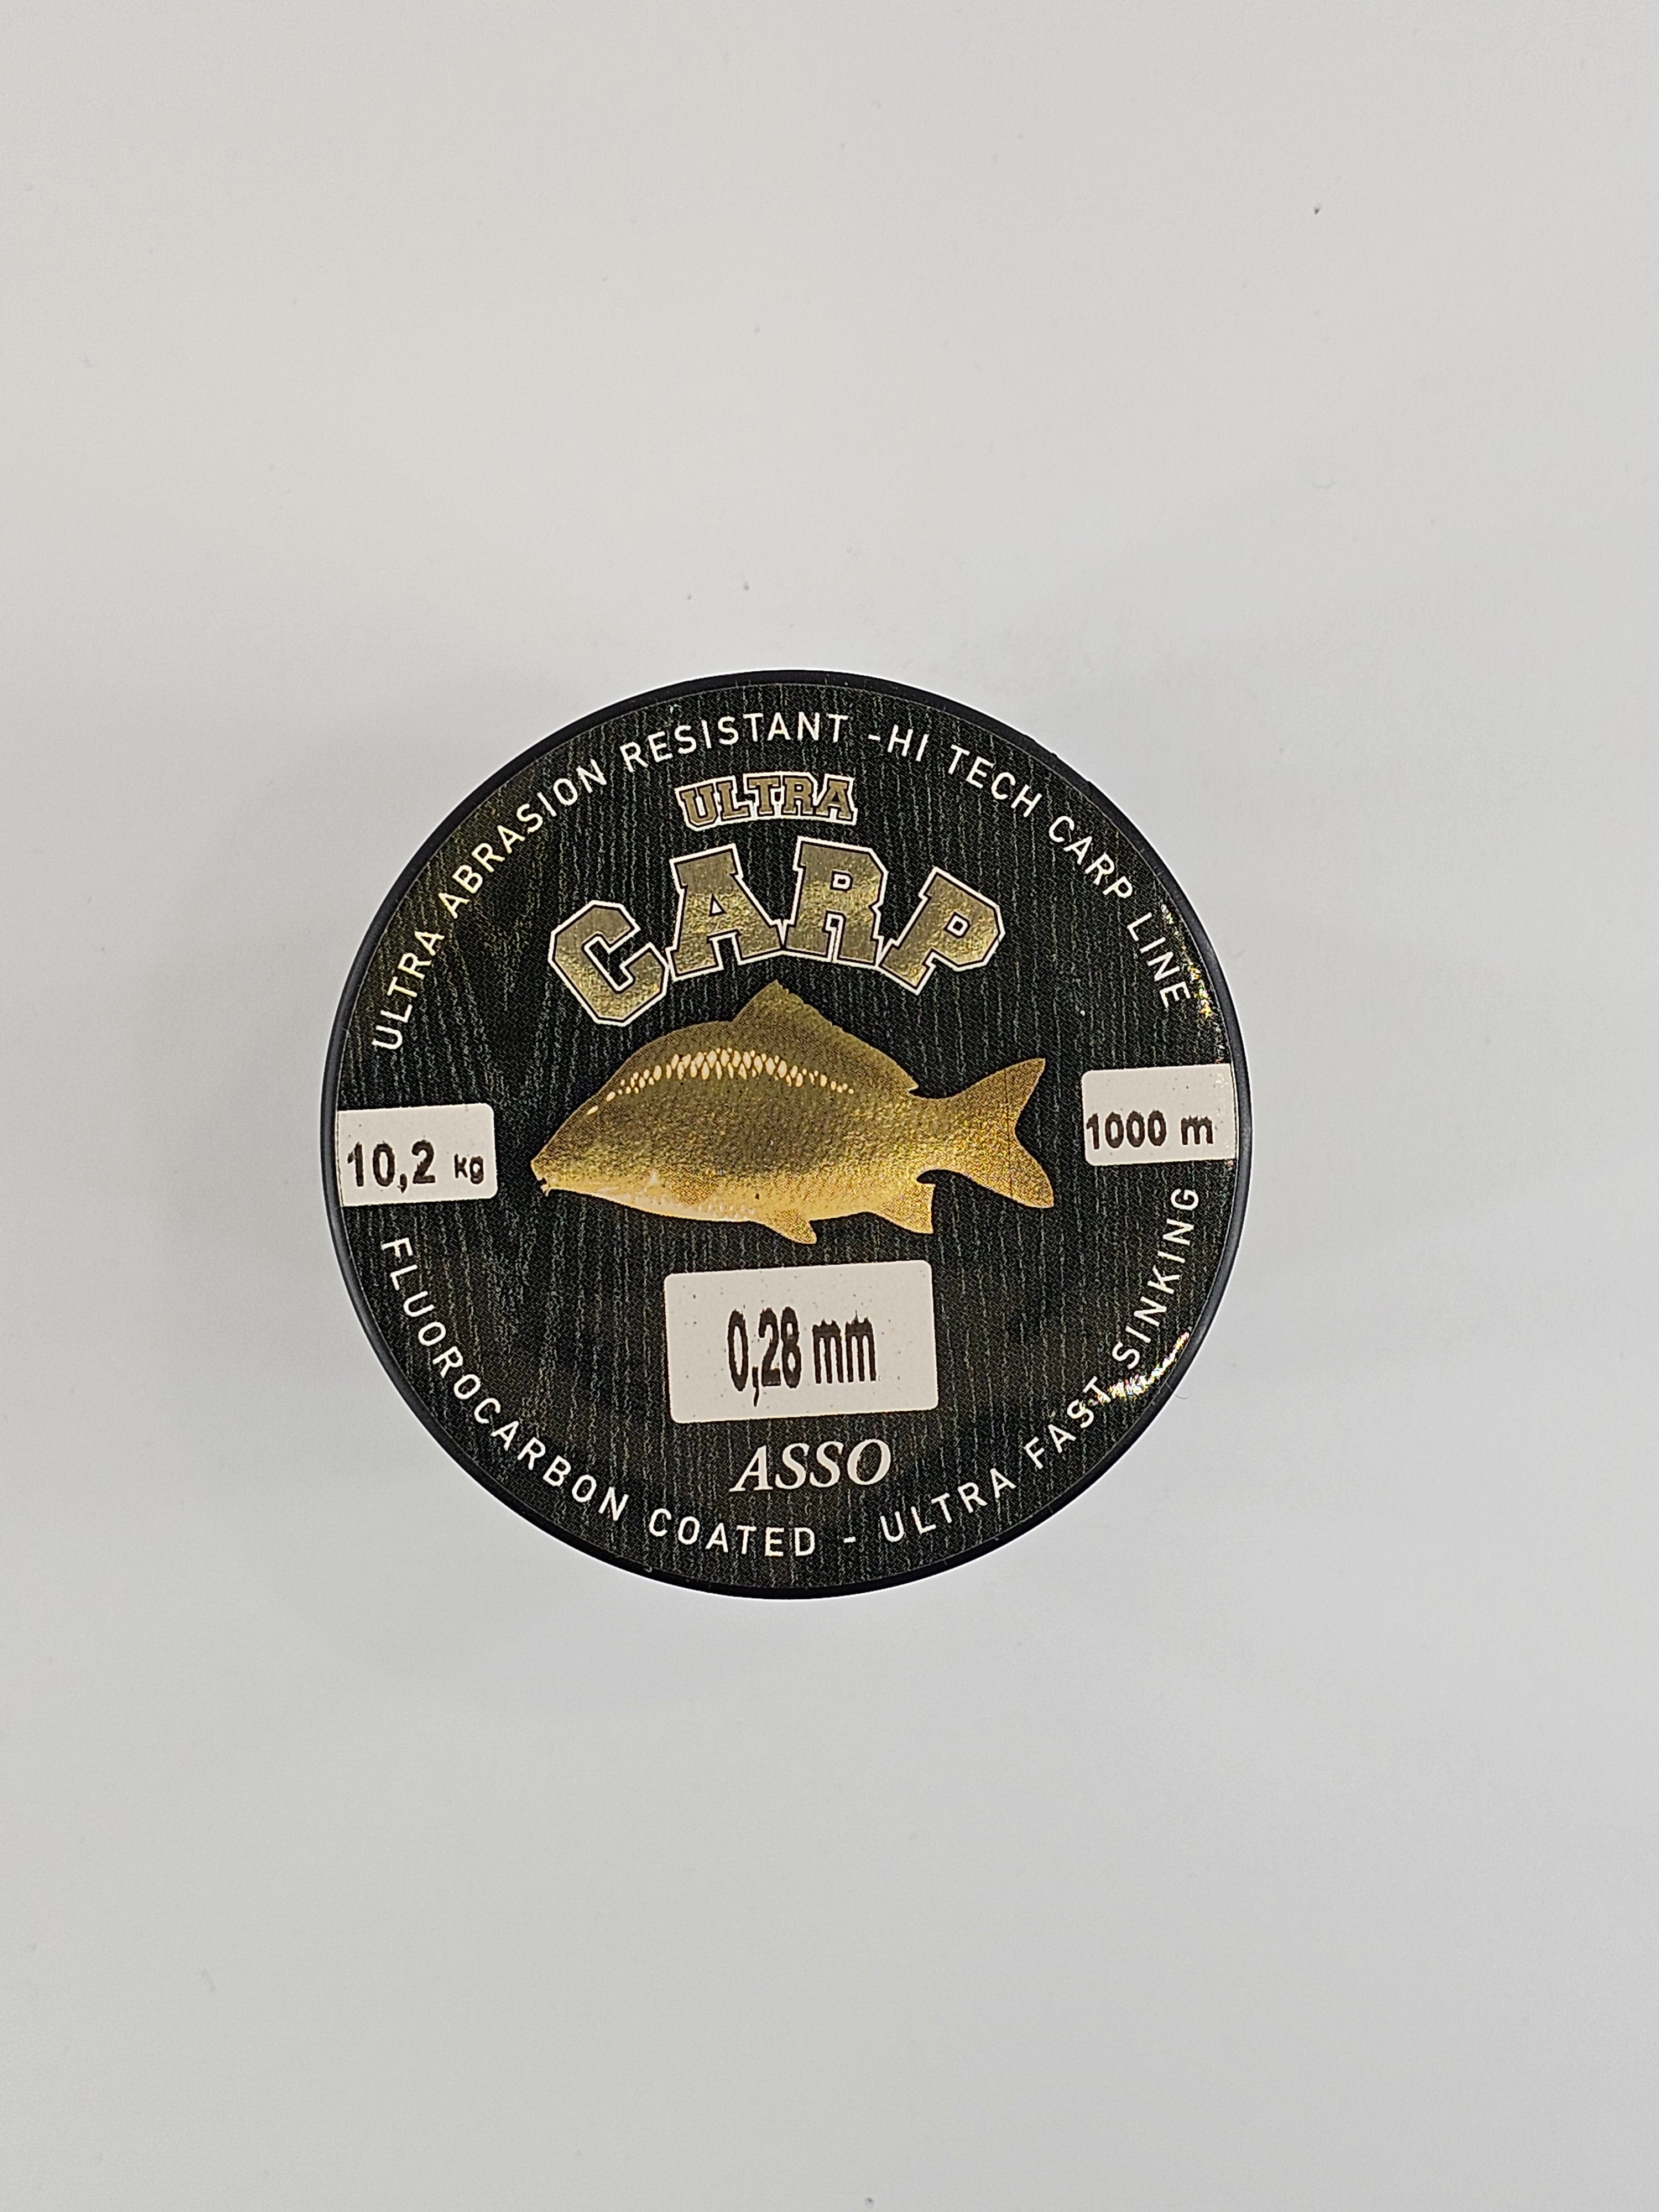 ULTRA ABRASION RESISTANT -HI TECH CARP LINE
ULTRA
CARP
10,2 kg
1000 m
0,28 mm
ASSO
FLUOROCARBON COATED - ULTRA FAST SINKING